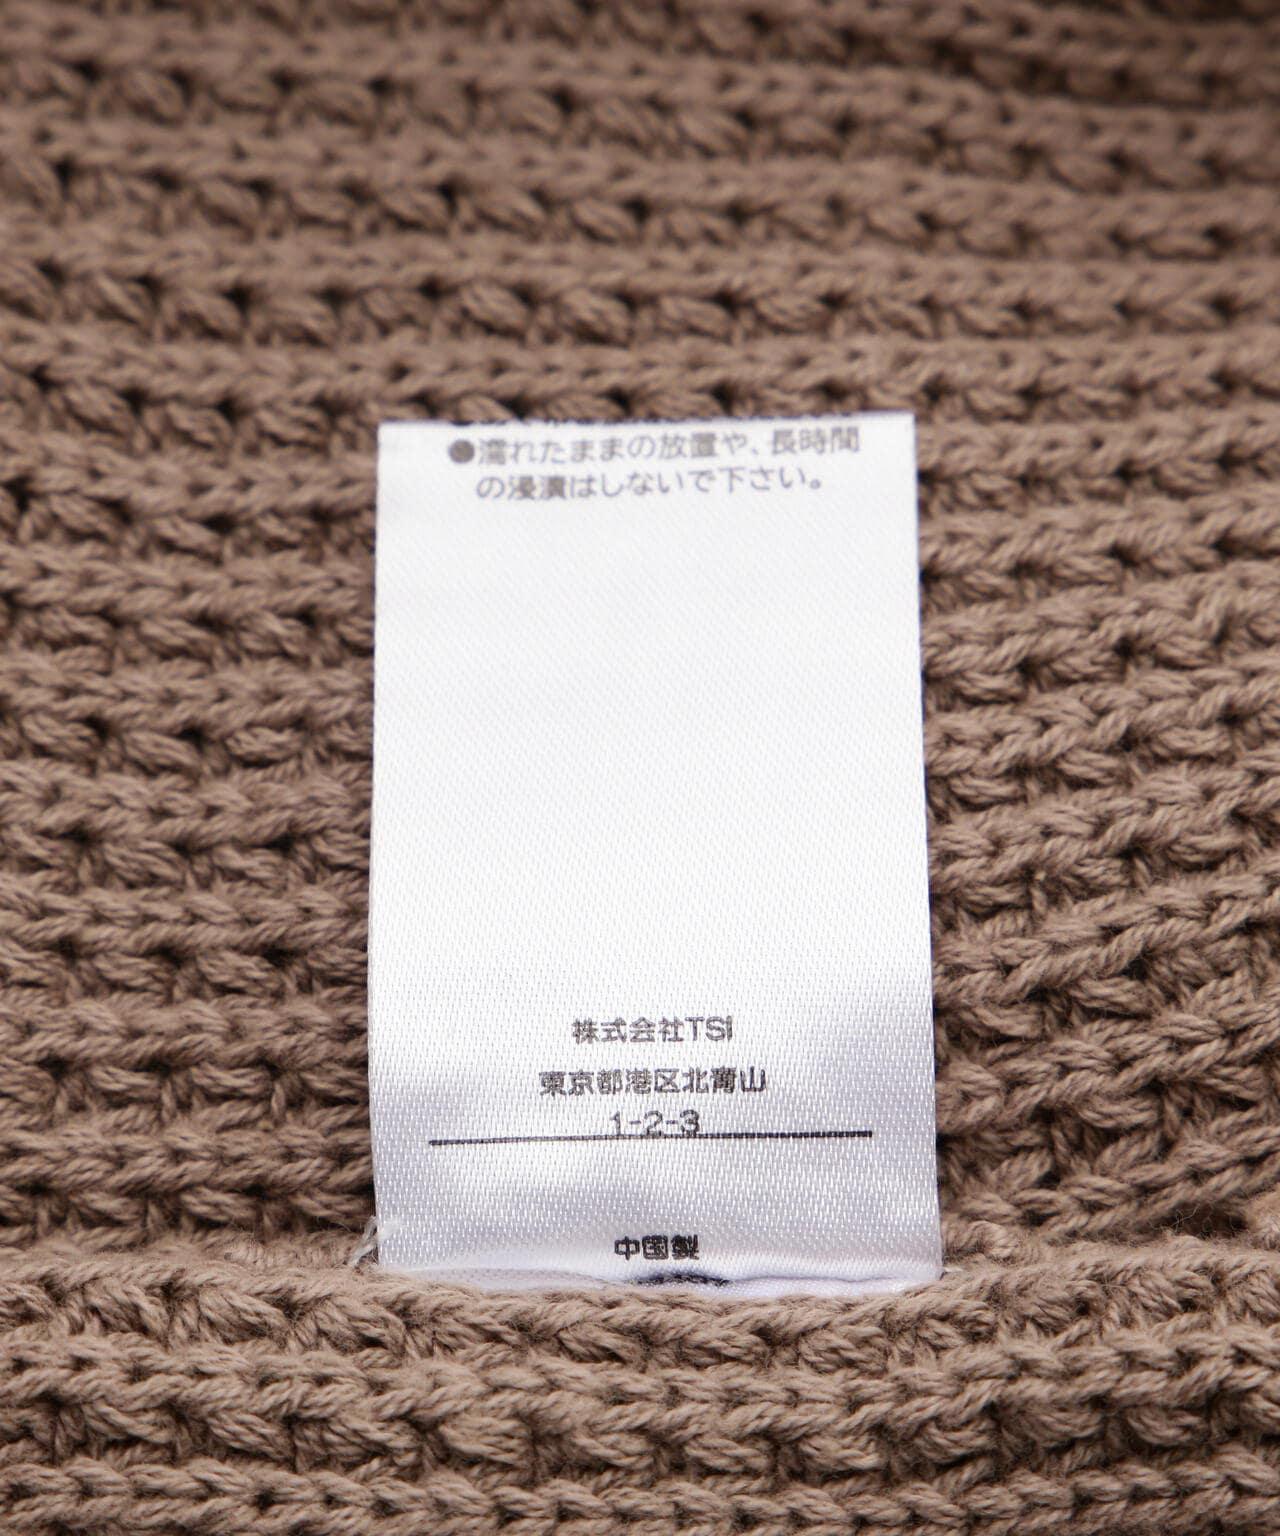 ●濡れたままの放置や、長時間
の浸漬はしないで下さい。
株式会社TSI
東京都港区北青山
1-2-3
中国製